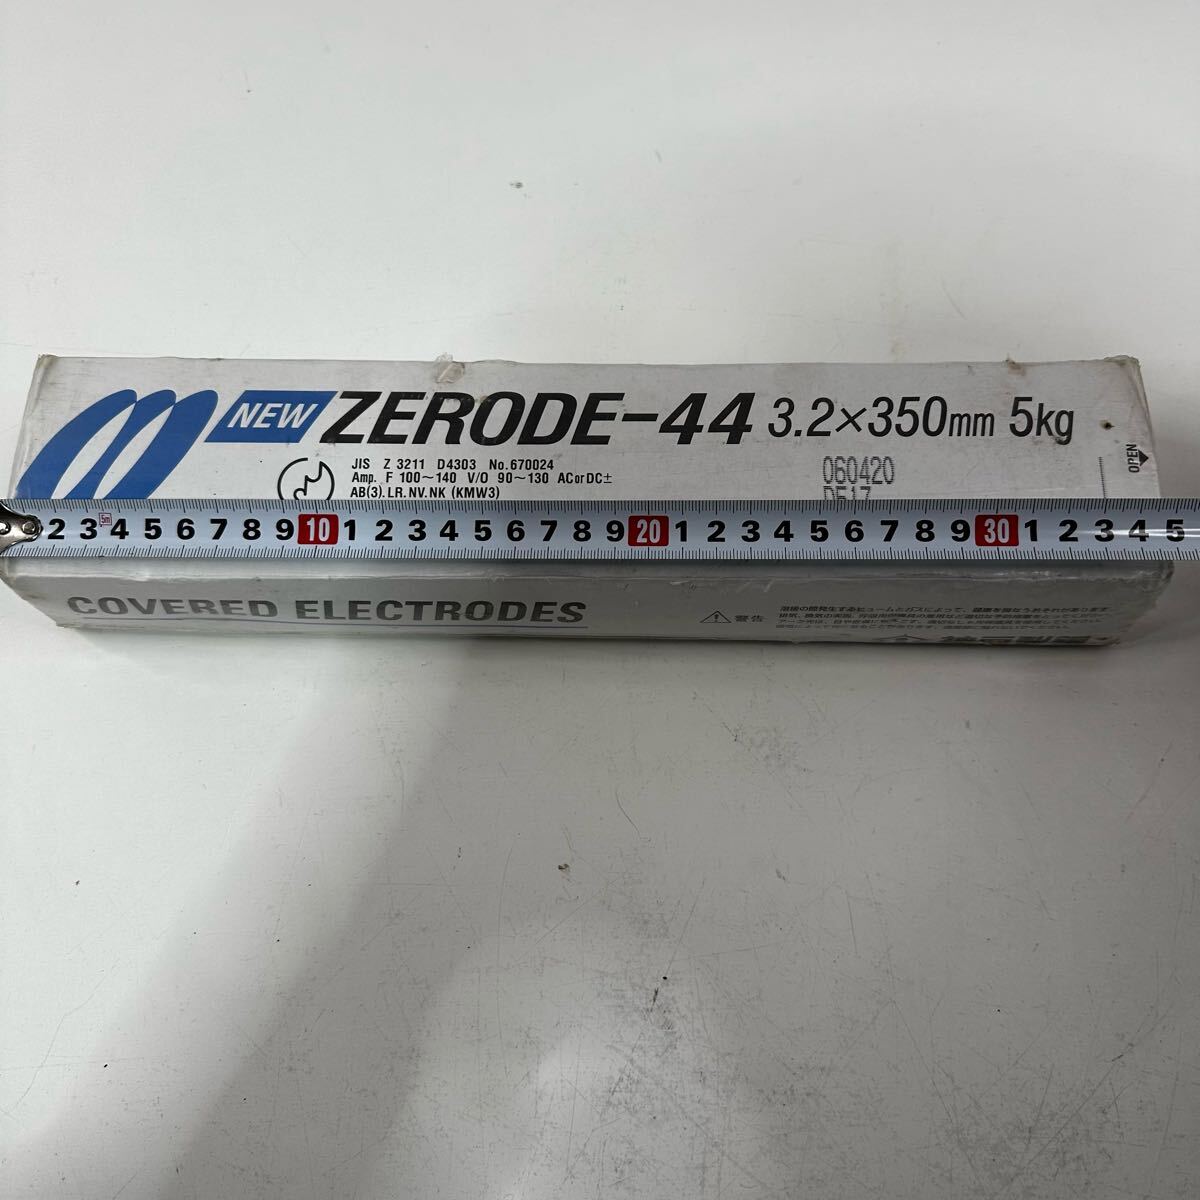 NEW ZERODE-44 3.2×350mm 5kg
JIS Z 3211 D4303 No.670024
Amp. F 100~140 V/O 90~130 AC or DC±
AB(3). LR. NV. NK (KMW3)
060420
OPEN
2 3 5m 4 5 6 7 8 9 10 1 2 3 4 5 6 7 8 9 20 1 2 3 4 5 6 7 8 9 30 1 2 3 4 5
COVERED ELECTRODES
警告